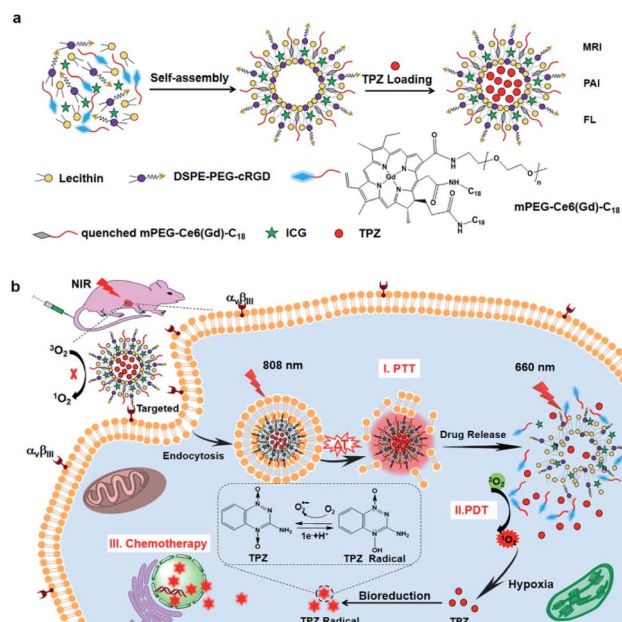 a
Self-assembly
TPZ Loading
MRI
PAI
FL
Lecithin
DSPE-PEG-cRGD
Gd
O
NH
O
O
n
O
NH
C18
O
N
H
C18
mPEG-Ce6(Gd)-C18
quenched mPEG-Ce6(Gd)-C18
ICG
TPZ
b
NIR
αvβIII
3O2
X
1O2
Targeted
αvβIII
808 nm
I. PTT
660 nm
Endocytosis
ΔT
Drug Release
3O2
II.PDT
1O2
O
N
N
N
NH2
O
TPZ
O2•−
O2
1e +H+
O
N
N
N
NH2
OH
TPZ Radical
III. Chemotherapy
Hypoxia
Bioreduction
TPZ Radical
TPZ